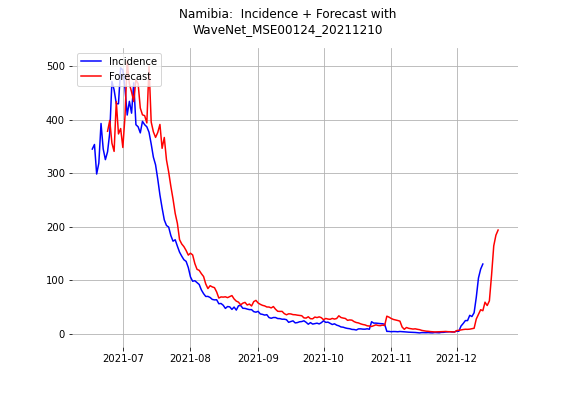 Namibia:  Incidence + Forecast with
WaveNet_MSE00124_20211210
Incidence
Forecast
500
400
300
200
100
0
2021-07 2021-08 2021-09 2021-10 2021-11 2021-12